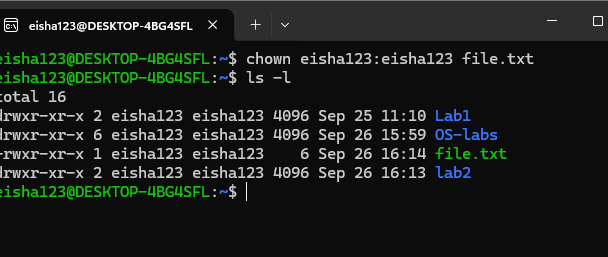 eisha123@DESKTOP-4BG4SFL
eisha123@DESKTOP-4BG4SFL:~$ chown eisha123:eisha123 file.txt
eisha123@DESKTOP-4BG4SFL:~$ ls -l
total 16
drwxr-xr-x 2 eisha123 eisha123 4096 Sep 25 11:10 Lab1
drwxr-xr-x 6 eisha123 eisha123 4096 Sep 26 15:59 OS-labs
-rwxr-xr-x 1 eisha123 eisha123    6 Sep 26 16:14 file.txt
drwxr-xr-x 2 eisha123 eisha123 4096 Sep 26 16:13 lab2
eisha123@DESKTOP-4BG4SFL:~$